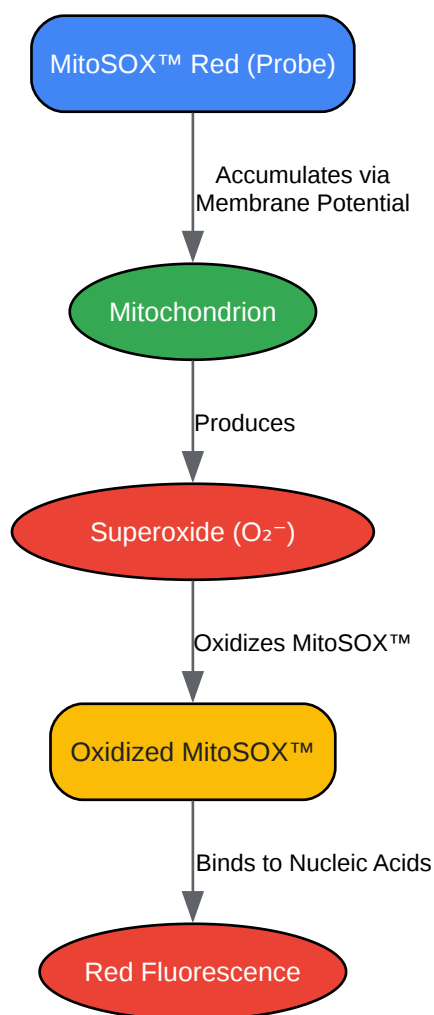 MitoSOX™ Red (Probe)
Accumulates via
Membrane Potential
Mitochondrion
Produces
Superoxide (O₂⁻)
Oxidizes MitoSOX™
Oxidized MitoSOX™
Binds to Nucleic Acids
Red Fluorescence